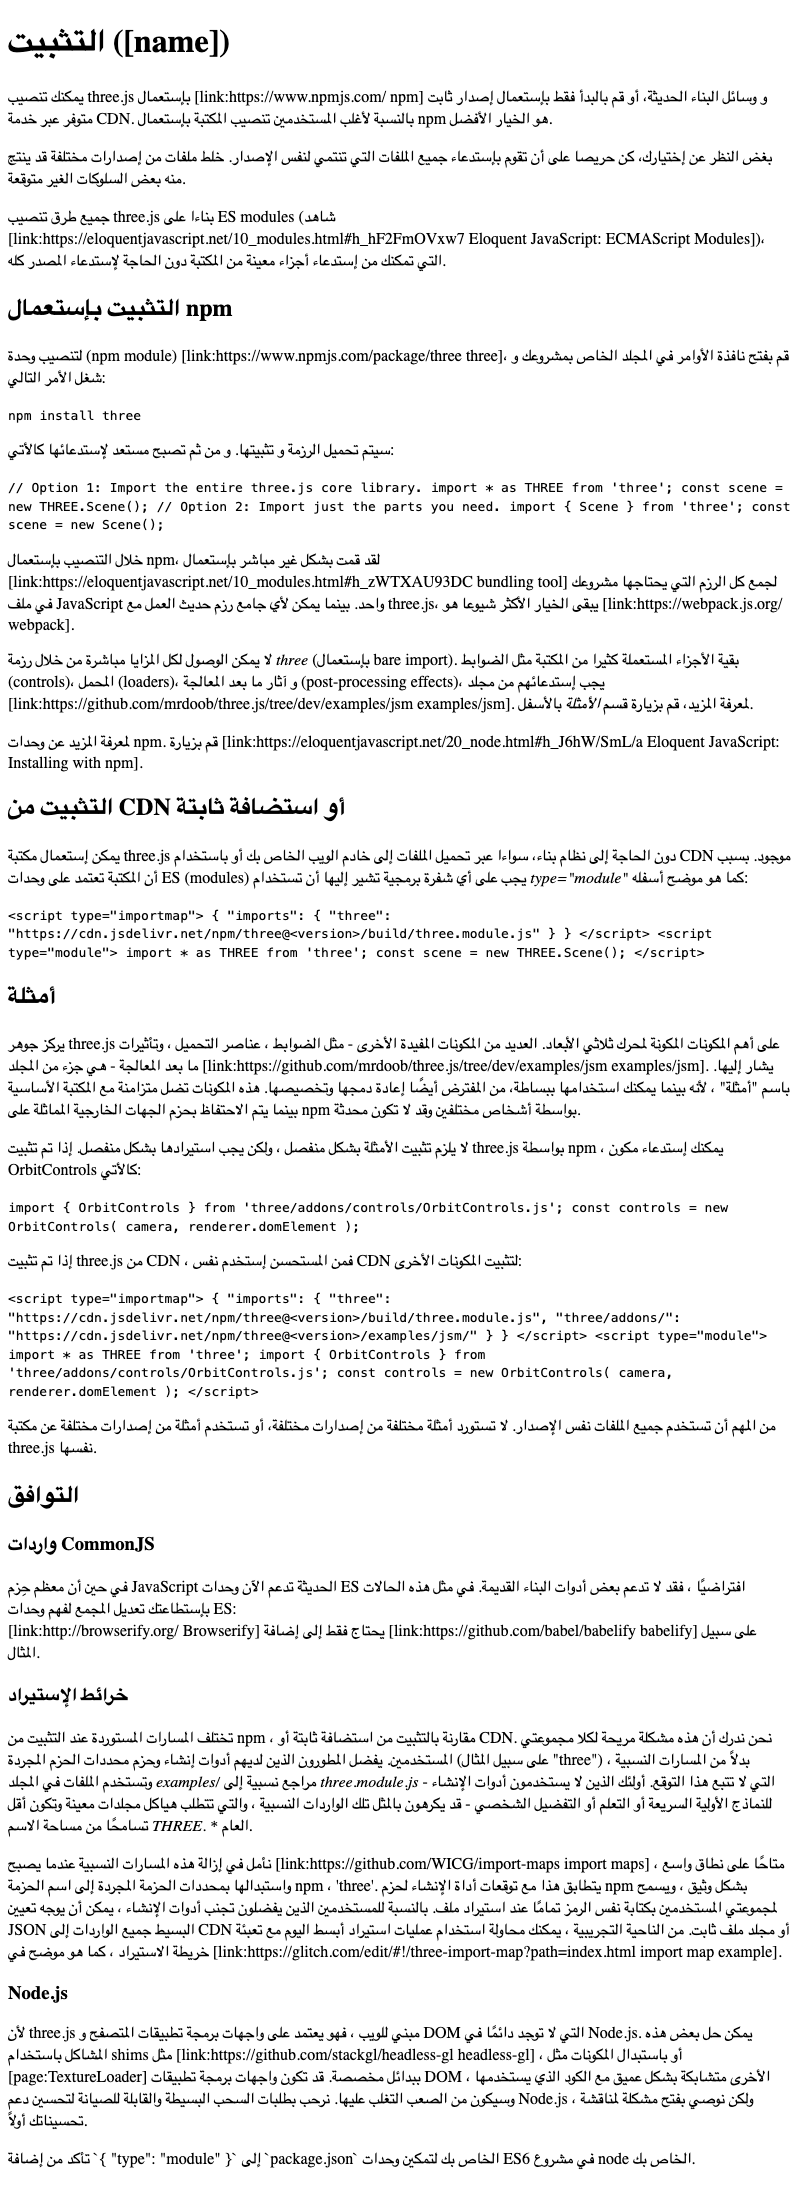 التثبيت ([name])
يمكنك تنصيب three.js بإستعمال [link:https://www.npmjs.com/ npm] و وسائل البناء الحديثة، أو قم بالبدأ فقط بإستعمال إصدار ثابت
متوفر عبر خدمة CDN. بالنسبة لأغلب المستخدمين تنصيب المكتبة بإستعمال npm هو الخيار الأفضل.
بغض النظر عن إختيارك، كن حريصا على أن تقوم بإستدعاء جميع الملفات التي تنتمي لنفس الإصدار. خلط ملفات من إصدارات مختلفة قد ينتج
منه بعض السلوكات الغير متوقعة.
جميع طرق تنصيب three.js بناءا على ES modules (شاهد
[link:https://eloquentjavascript.net/10_modules.html#h_hF2FmOVxw7 Eloquent JavaScript: ECMAScript Modules])،
التي تمكنك من إستدعاء أجزاء معينة من المكتبة دون الحاجة لإستدعاء المصدر كله.
التثبيت بإستعمال npm
لتنصيب وحدة (npm module) [link:https://www.npmjs.com/package/three three]، قم بفتح نافذة الأوامر في المجلد الخاص بمشروعك و
شغل الأمر التالي:
npm install three
سيتم تحميل الرزمة و تثبيتها. و من ثم تصبح مستعد لإستدعائها كالأتي:
// Option 1: Import the entire three.js core library. import * as THREE from 'three'; const scene =
new THREE.Scene(); // Option 2: Import just the parts you need. import { Scene } from 'three'; const
scene = new Scene();
خلال التنصيب بإستعمال npm، لقد قمت بشكل غير مباشر بإستعمال
[link:https://eloquentjavascript.net/10_modules.html#h_zWTXAU93DC bundling tool] لجمع كل الرزم التي يحتاجها مشروعك
في ملف JavaScript واحد. بينما يمكن لأي جامع رزم حديث العمل مع three.js، يبقى الخيار الأكثر شيوعا هو [link:https://webpack.js.org/
webpack].
لا يمكن الوصول لكل المزايا مباشرة من خلال رزمة three (بإستعمال bare import). بقية الأجزاء المستعملة كثيرا من المكتبة مثل الضوابط
(controls)، المحمل (loaders)، و آثار ما بعد المعالجة (post-processing effects)، يجب إستدعائهم من مجلد
[link:https://github.com/mrdoob/three.js/tree/dev/examples/jsm examples/jsm]. لمعرفة المزيد، قم بزيارة قسم الأمثلة بالأسفل.
لمعرفة المزيد عن وحدات npm. قم بزيارة [link:https://eloquentjavascript.net/20_node.html#h_J6hW/SmL/a Eloquent JavaScript:
Installing with npm].
التثبيت من CDN أو استضافة ثابتة
يمكن إستعمال مكتبة three.js دون الحاجة إلى نظام بناء، سواءا عبر تحميل الملفات إلى خادم الويب الخاص بك أو باستخدام CDN موجود. بسبب
أن المكتبة تعتمد على وحدات ES (modules) يجب على أي شفرة برمجية تشير إليها أن تستخدام type="module" كما هو موضح أسفله:
<script type="importmap"> { "imports": { "three":
"https://cdn.jsdelivr.net/npm/three@<version>/build/three.module.js" } } </script> <script
type="module"> import * as THREE from 'three'; const scene = new THREE.Scene(); </script>
أمثلة
يركز جوهر three.js على أهم المكونات المكونة لمحرك ثلاثي الأبعاد. العديد من المكونات المفيدة الأخرى - مثل الضوابط ، عناصر التحميل ، وتأثيرات
ما بعد المعالجة - هي جزء من المجلد [link:https://github.com/mrdoob/three.js/tree/dev/examples/jsm examples/jsm]. يشار إليها.
باسم "أمثلة" ، لأنه بينما يمكنك استخدامها ببساطة، من المفترض أيضًا إعادة دمجها وتخصيصها. هذه المكونات تضل متزامنة مع المكتبة الأساسية
بينما يتم الاحتفاظ بحزم الجهات الخارجية المماثلة على npm بواسطة أشخاص مختلفين وقد لا تكون محدثة.
لا يلزم تثبيت الأمثلة بشكل منفصل ، ولكن يجب استيرادها بشكل منفصل. إذا تم تثبيت three.js بواسطة npm ، يمكنك إستدعاء مكون
OrbitControls كالأتي:
import { OrbitControls } from 'three/addons/controls/OrbitControls.js'; const controls = new
OrbitControls( camera, renderer.domElement );
إذا تم تثبيت three.js من CDN ، فمن المستحسن إستخدم نفس CDN لتثبيت المكونات الأخرى:
<script type="importmap"> { "imports": { "three":
"https://cdn.jsdelivr.net/npm/three@<version>/build/three.module.js", "three/addons/":
"https://cdn.jsdelivr.net/npm/three@<version>/examples/jsm/" } } </script> <script type="module">
import * as THREE from 'three'; import { OrbitControls } from
'three/addons/controls/OrbitControls.js'; const controls = new OrbitControls( camera,
renderer.domElement ); </script>
من المهم أن تستخدم جميع الملفات نفس الإصدار. لا تستورد أمثلة مختلفة من إصدارات مختلفة، أو تستخدم أمثلة من إصدارات مختلفة عن مكتبة
three.js نفسها.
التوافق
واردات CommonJS
في حين أن معظم حِزم JavaScript الحديثة تدعم الآن وحدات ES افتراضيًا ، فقد لا تدعم بعض أدوات البناء القديمة. في مثل هذه الحالات
بإستطاعتك تعديل المجمع لفهم وحدات ES:
[link:http://browserify.org/ Browserify] يحتاج فقط إلى إضافة [link:https://github.com/babel/babelify babelify] على سبيل
المثال.
خرائط الإستيراد
تختلف المسارات المستوردة عند التثبيت من npm ، مقارنة بالتثبيت من استضافة ثابتة أو CDN. نحن ندرك أن هذه مشكلة مريحة لكلا مجموعتي
المستخدمين. يفضل المطورون الذين لديهم أدوات إنشاء وحزم محددات الحزم المجردة (على سبيل المثال "three") ، بدلاً من المسارات النسبية
وتستخدم الملفات في المجلد examples/ مراجع نسبية إلى three.module.js - التي لا تتبع هذا التوقع. أولئك الذين لا يستخدمون أدوات الإنشاء
للنماذج الأولية السريعة أو التعلم أو التفضيل الشخصي - قد يكرهون بالمثل تلك الواردات النسبية ، والتي تتطلب هياكل مجلدات معينة وتكون أقل
تسامحًا من مساحة الاسم THREE. * العام.
نأمل في إزالة هذه المسارات النسبية عندما يصبح [link:https://github.com/WICG/import-maps import maps] ، متاحًا على نطاق واسع
واستبدالها بمحددات الحزمة المجردة إلى اسم الحزمة npm ، 'three'. يتطابق هذا مع توقعات أداة الإنشاء لحزم npm بشكل وثيق ، ويسمح
لمجموعتي المستخدمين بكتابة نفس الرمز تمامًا عند استيراد ملف. بالنسبة للمستخدمين الذين يفضلون تجنب أدوات الإنشاء ، يمكن أن يوجه تعيين
JSON البسيط جميع الواردات إلى CDN أو مجلد ملف ثابت. من الناحية التجريبية ، يمكنك محاولة استخدام عمليات استيراد أبسط اليوم مع تعبئة
خريطة الاستيراد ، كما هو موضح في [link:https://glitch.com/edit/#!/three-import-map?path=index.html import map example].
Node.js
لأن three.js مبني للويب ، فهو يعتمد على واجهات برمجة تطبيقات المتصفح و DOM التي لا توجد دائمًا في Node.js. يمكن حل بعض هذه
المشاكل باستخدام shims مثل [link:https://github.com/stackgl/headless-gl headless-gl] ، أو باستبدال المكونات مثل
[page:TextureLoader] ببدائل مخصصة. قد تكون واجهات برمجة تطبيقات DOM الأخرى متشابكة بشكل عميق مع الكود الذي يستخدمها ،
وسيكون من الصعب التغلب عليها. نرحب بطلبات السحب البسيطة والقابلة للصيانة لتحسين دعم Node.js ، ولكن نوصي بفتح مشكلة لمناقشة
تحسيناتك أولاً.
تأكد من إضافة `{ "type": "module" }` إلى `package.json` الخاص بك لتمكين وحدات ES6 في مشروع node الخاص بك.